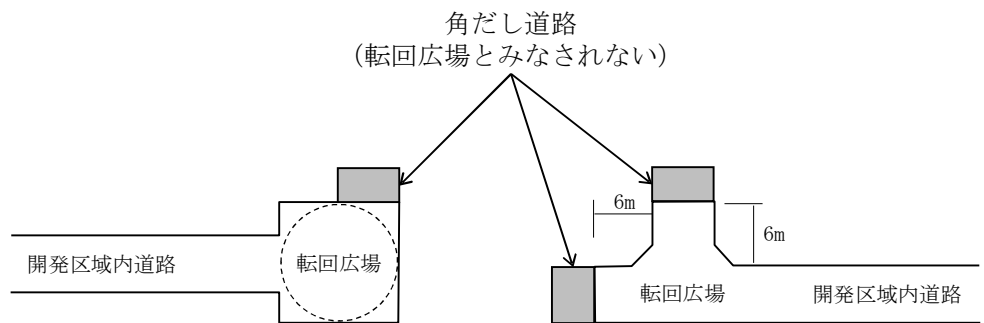 角だし道路
（転回広場とみなされない）
6m
6m
開発区域内道路
転回広場
転回広場
開発区域内道路